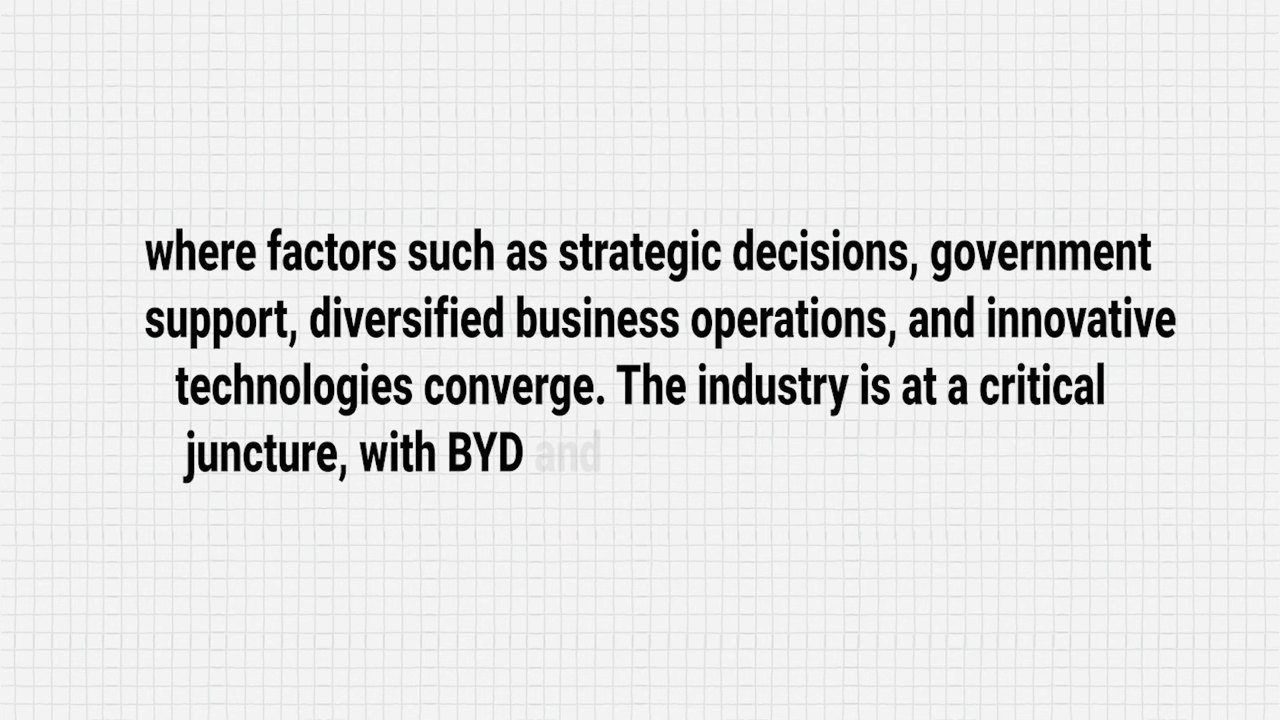 where factors such as strategic decisions, government
support, diversified business operations, and innovative
technologies converge. The industry is at a critical
juncture, with BYD and